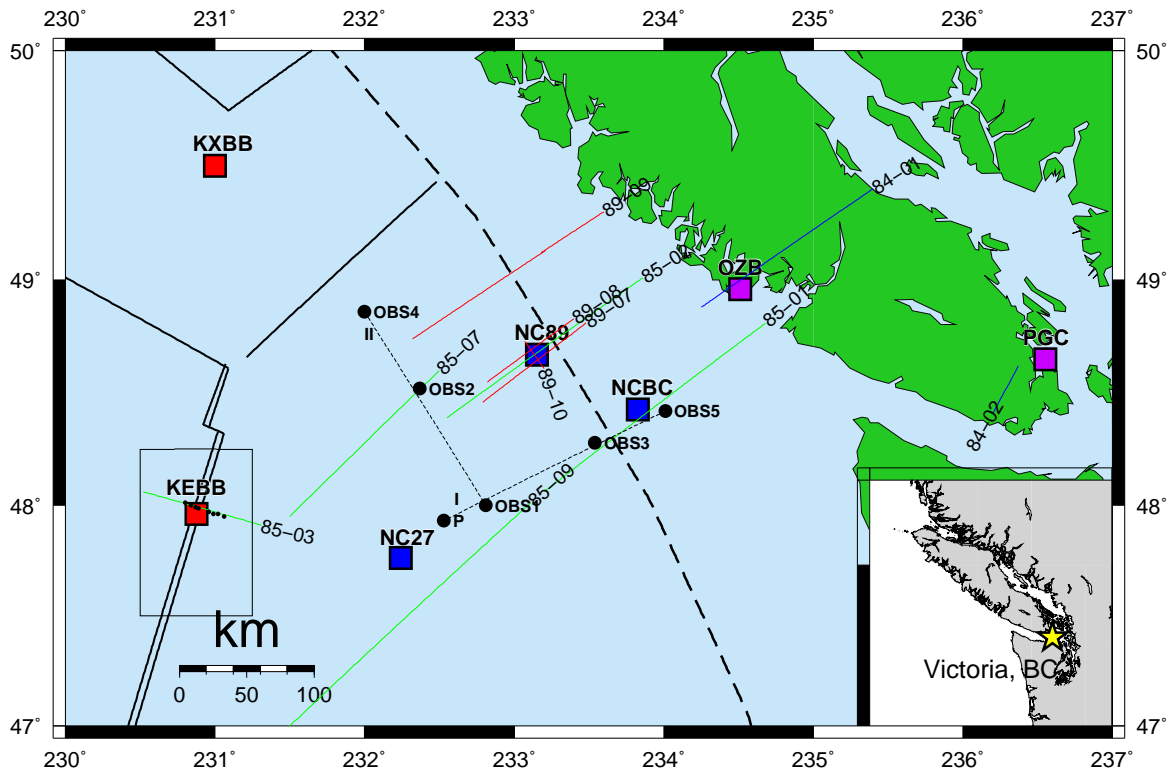 230° 231° 232° 233° 234° 235° 236° 237°
50° 50°
KXBB
84−01
89−09
49° 49°
OZB
85−02
85−01
OBS4
II
89−08
89−07
NC89
PGC
85−07
OBS2
89−10
NCBC
OBS5
84−02
OBS3
KEBB
85−09
48° 48°
I
OBS1
P
85−03
NC27
km
0 50 100
Victoria, BC
47° 47°
230° 231° 232° 233° 234° 235° 236° 237°